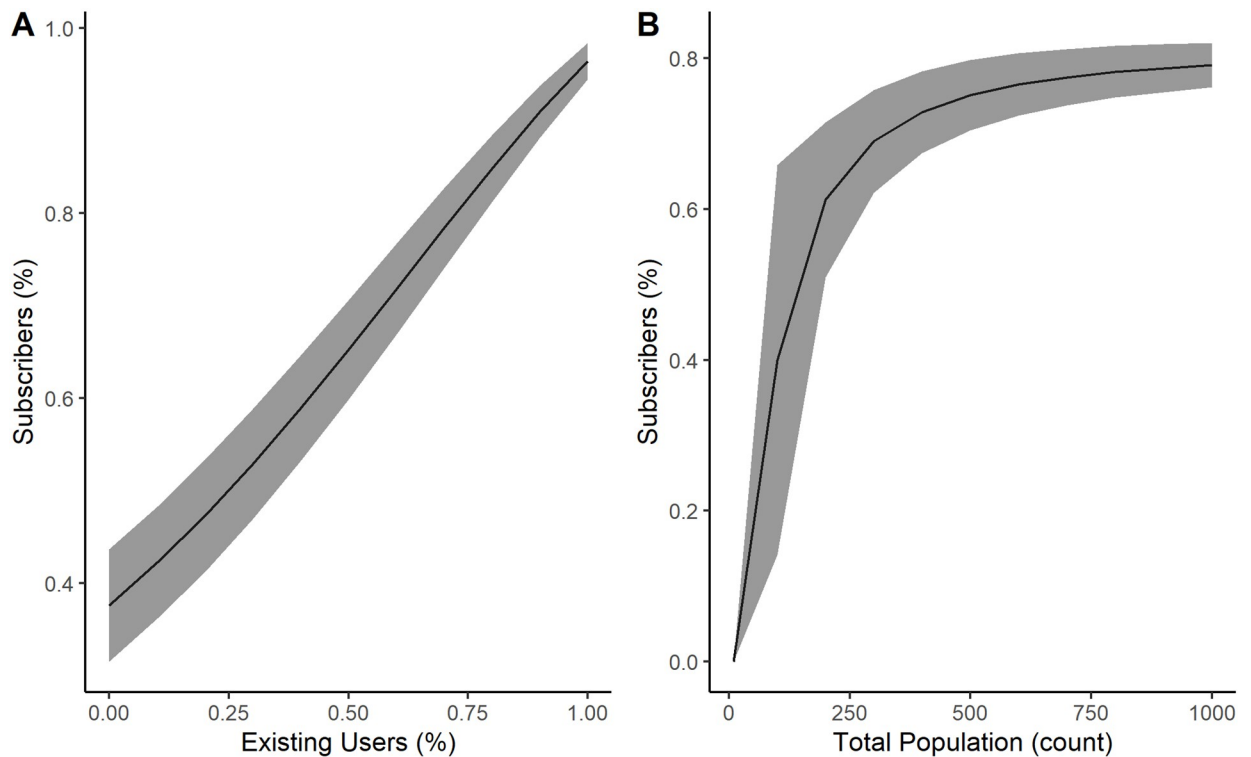 A
1.0
0.8
0.6
0.4
Subscribers (%)
0.00 0.25 0.50 0.75 1.00
Existing Users (%)
B
0.8
0.6
0.4
0.2
0.0
Subscribers (%)
0 250 500 750 1000
Total Population (count)